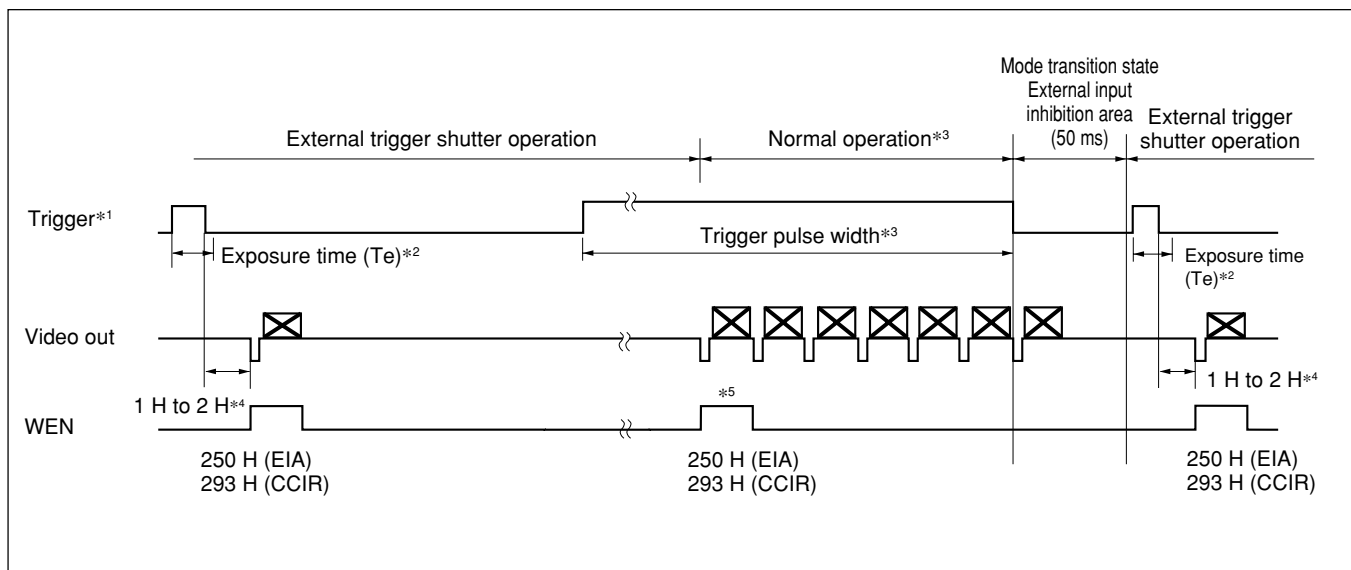 Mode transition state
External input
inhibition area
(50 ms)
External trigger shutter operation
Normal operation*3
External trigger
shutter operation
Trigger*1
Exposure time (Te)*2
Trigger pulse width*3
Exposure time
(Te)*2
Video out
1 H to 2 H*4
1 H to 2 H*4
*5
WEN
250 H (EIA)
293 H (CCIR)
250 H (EIA)
293 H (CCIR)
250 H (EIA)
293 H (CCIR)